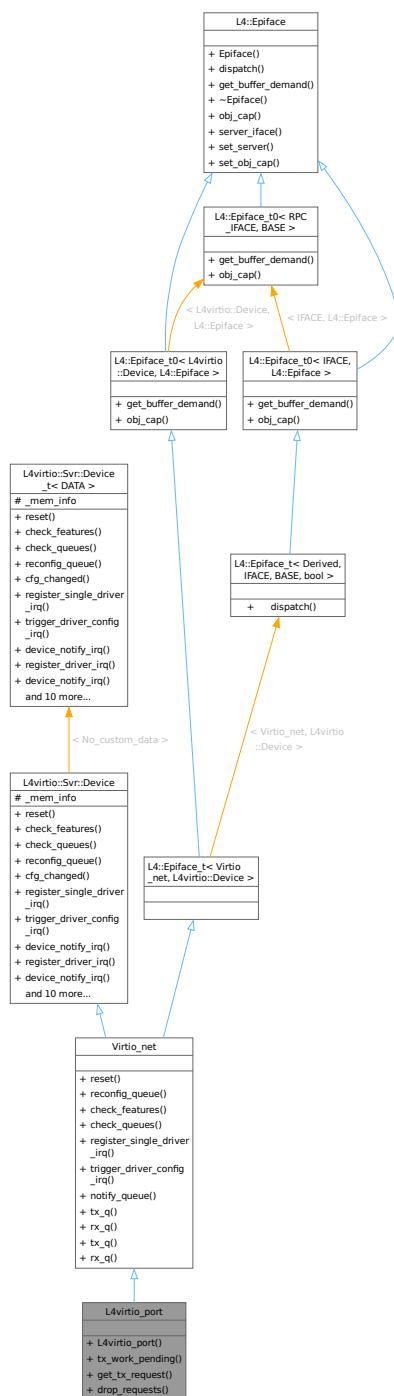 L4::Epiface
+ Epiface()
+ dispatch()
+ get_buffer_demand()
+ ~Epiface()
+ obj_cap()
+ server_iface()
+ set_server()
+ set_obj_cap()
L4::Epiface_t0< RPC
_IFACE, BASE >
+ get_buffer_demand()
+ obj_cap()
< L4virtio::Device,
L4::Epiface >
< IFACE, L4::Epiface >
L4::Epiface_t0< L4virtio
::Device, L4::Epiface >
+ get_buffer_demand()
+ obj_cap()
L4::Epiface_t0< IFACE,
L4::Epiface >
+ get_buffer_demand()
+ obj_cap()
L4virtio::Svr::Device
_t< DATA >
# _mem_info
+ reset()
+ check_features()
+ check_queues()
+ reconfig_queue()
+ cfg_changed()
+ register_single_driver
_irq()
+ trigger_driver_config
_irq()
+ device_notify_irq()
+ register_driver_irq()
+ device_notify_irq()
and 10 more...
L4::Epiface_t< Derived,
IFACE, BASE, bool >
+ dispatch()
< No_custom_data >
< Virtio_net, L4virtio
::Device >
L4virtio::Svr::Device
# _mem_info
+ reset()
+ check_features()
+ check_queues()
+ reconfig_queue()
+ cfg_changed()
+ register_single_driver
_irq()
+ trigger_driver_config
_irq()
+ device_notify_irq()
+ register_driver_irq()
+ device_notify_irq()
and 10 more...
L4::Epiface_t< Virtio
_net, L4virtio::Device >
Virtio_net
+ reset()
+ reconfig_queue()
+ check_features()
+ check_queues()
+ register_single_driver
_irq()
+ trigger_driver_config
_irq()
+ notify_queue()
+ tx_q()
+ rx_q()
+ tx_q()
+ rx_q()
L4virtio_port
+ L4virtio_port()
+ tx_work_pending()
+ get_tx_request()
+ drop_requests()